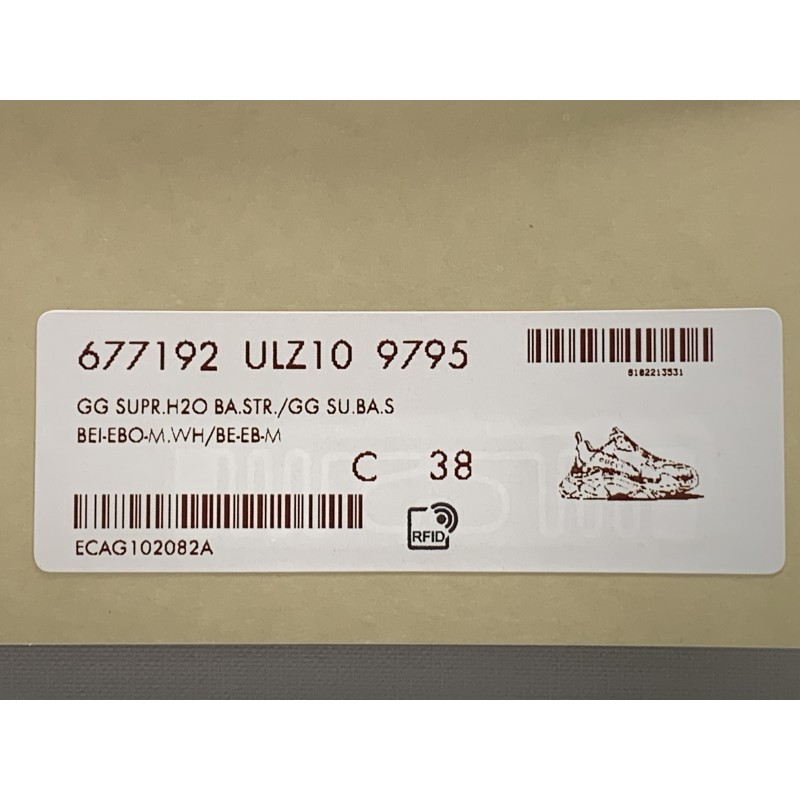 677192 ULZ10 9795
8102213531
GG SUPR.H2O BA.STR./GG SU.BA.S
BEI-EBO-M.WH/BE-EB-M
C 38
ECAG102082A
RFID